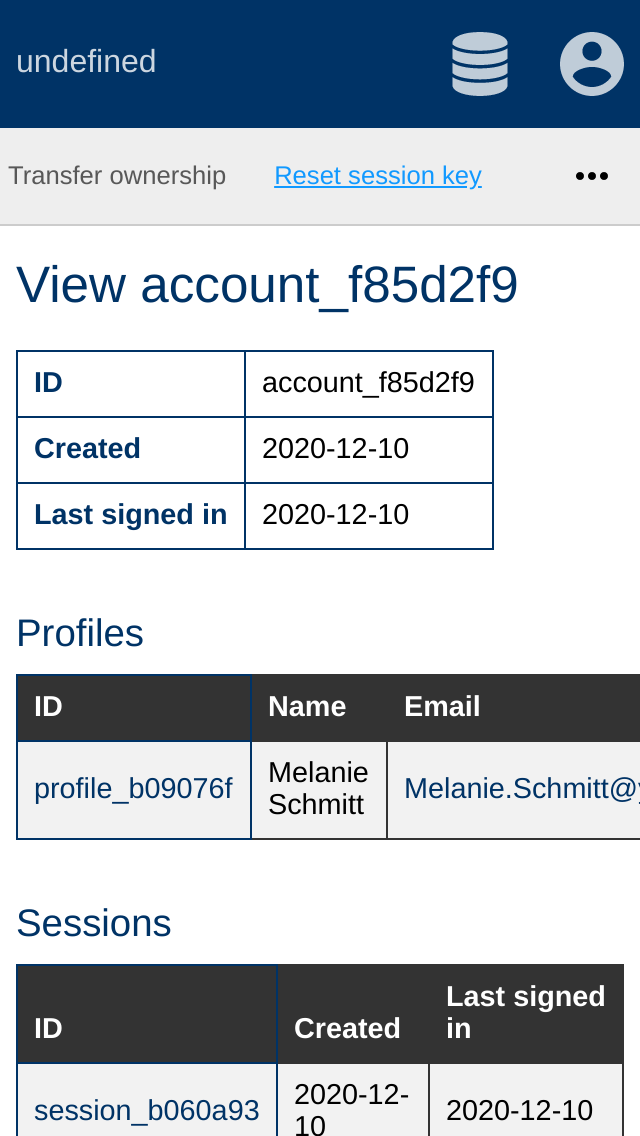 undefined
Transfer ownership Reset session key
View account_f85d2f9
ID account_f85d2f9
Created 2020-12-10
Last signed in 2020-12-10
Profiles
ID Name Email
profile_b09076f Melanie Schmitt Melanie.Schmitt@
Sessions
ID Created Last signed in
session_b060a93 2020-12-10 2020-12-10